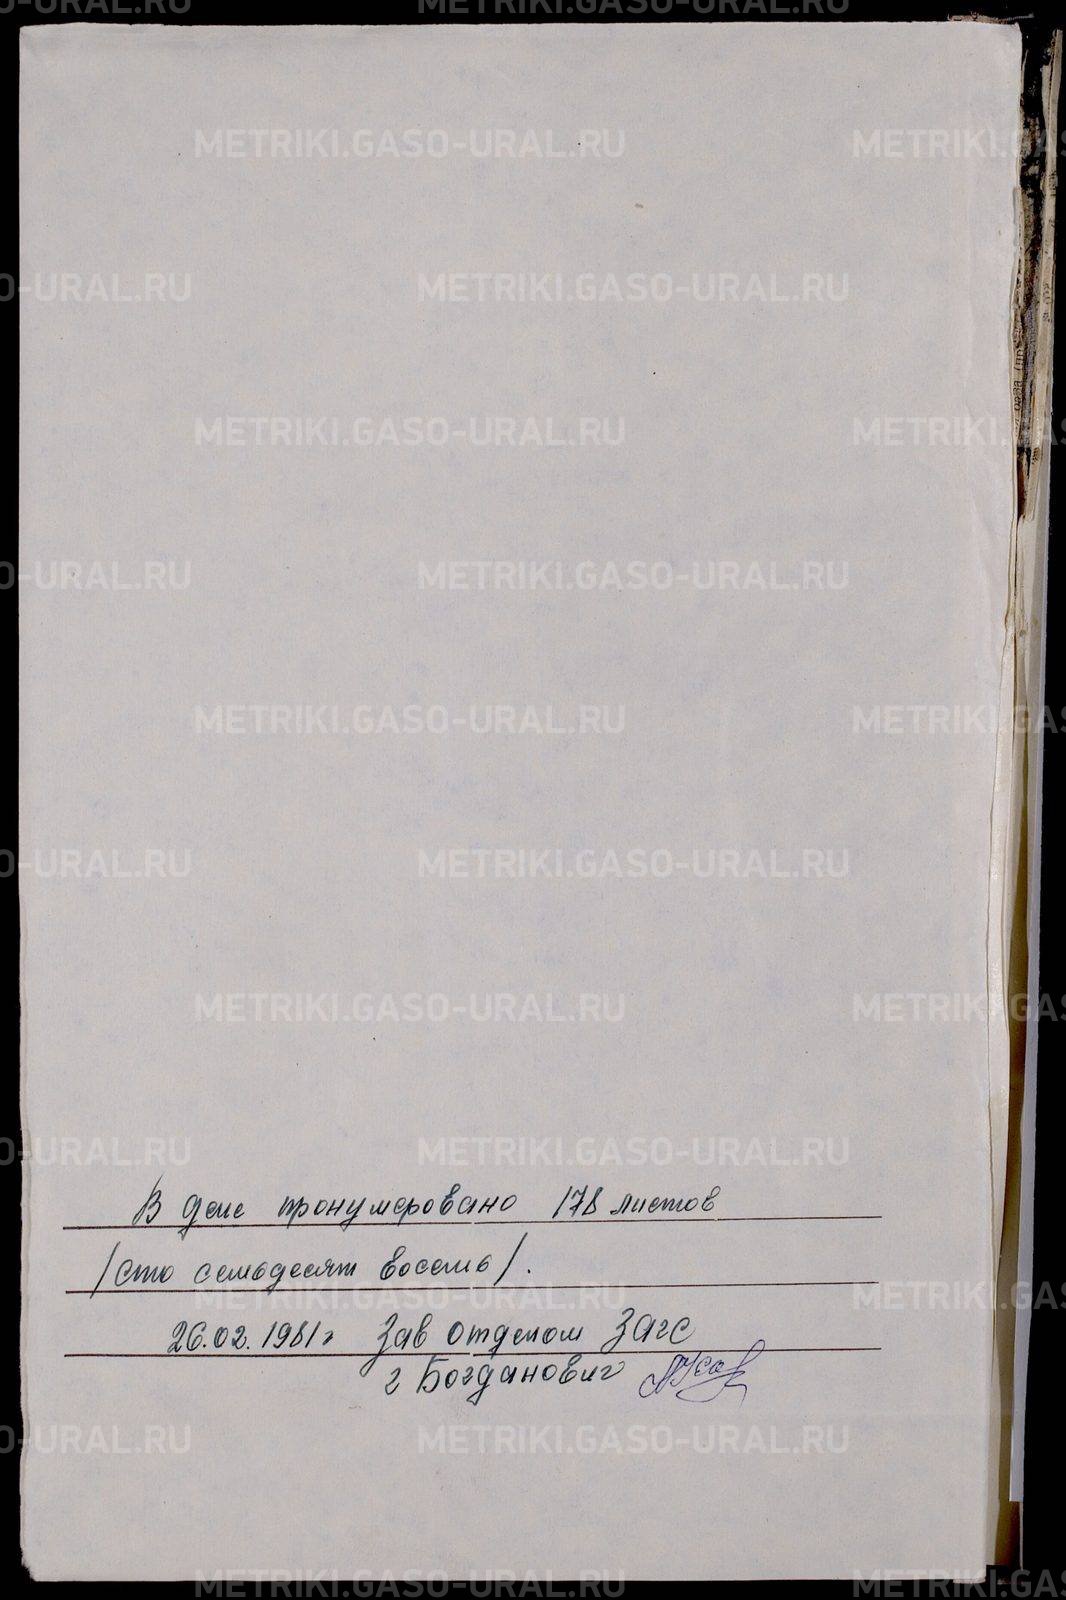 В деле пронумеровано 178 листов
/сто семьдесят восемь/.
26.02.1981г Зав отделом ЗАГС
г Богданович